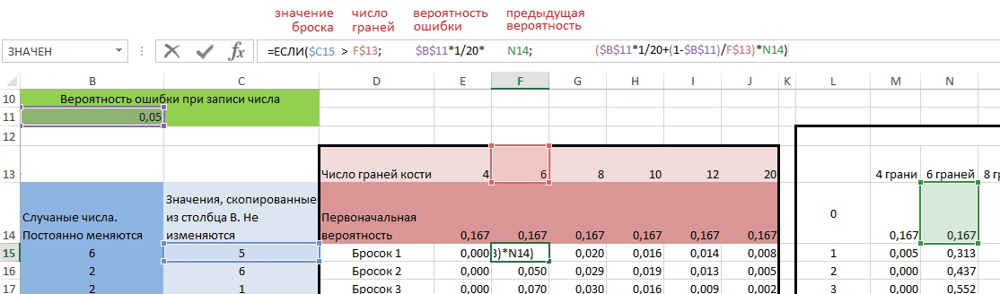 значение число вероятность предыдущая
броска граней ошибки вероятность
ЗНАЧЕН =ЕСЛИ($C15 > F$13; $B$11*1/20* N14; ($B$11*1/20+(1-$B$11)/F$13)*N14)
B C D E F G H I J K L M N
10 Вероятность ошибки при записи числа
11 0,05
12
13 Число граней кости 4 6 8 10 12 20 4 грани 6 граней 8 гр
Значения, скопированные
Случаные числа. из столбца В. Не Первоначальная 0
14 Постоянно меняются изменяются вероятность 0,167 0,167 0,167 0,167 0,167 0,167 0,167 0,167
15 6 5 Бросок 1 0,000 3)*N14) 0,020 0,016 0,014 0,008 1 0,005 0,313
16 2 6 Бросок 2 0,000 0,050 0,029 0,019 0,013 0,005 2 0,000 0,437
17 2 1 Бросок 3 0,000 0,070 0,030 0,016 0,009 0,002 3 0,000 0,552